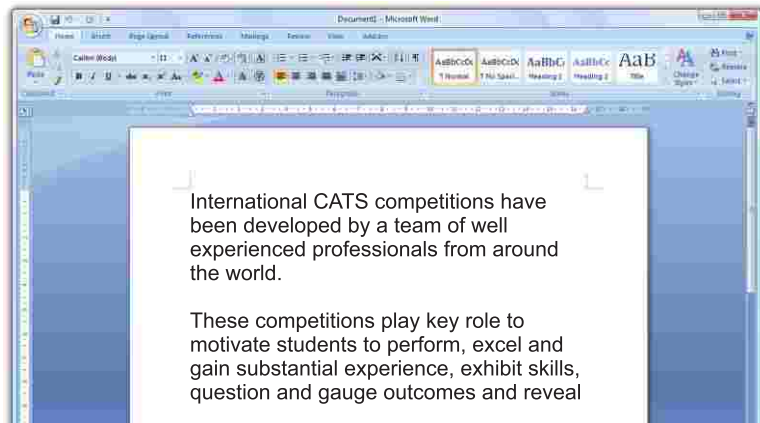 Document1 - Microsoft Word
Home Insert Page Layout References Mailings Review View Add-Ins
Calibri (Body) 11
Paste
AaBbCcDc AaBbCcDc AaBbC AaBbCc AaB
¶ Normal ¶ No Spaci... Heading 1 Heading 2 Title
Change
Styles
Find
Replace
Select
International CATS competitions have
been developed by a team of well
experienced professionals from around
the world.
These competitions play key role to
motivate students to perform, excel and
gain substantial experience, exhibit skills,
question and gauge outcomes and reveal